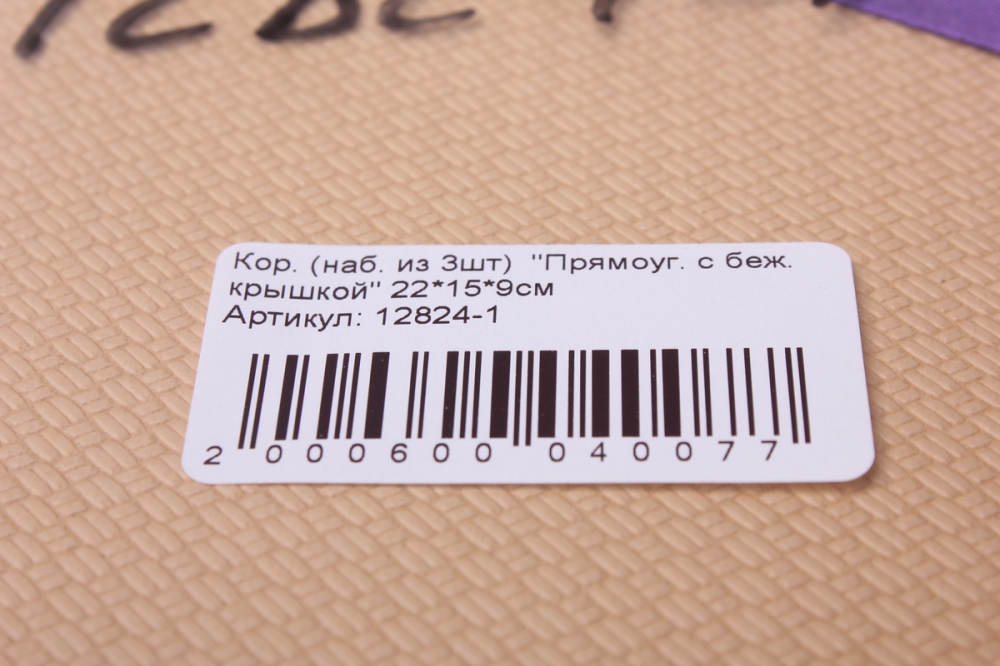 Кор. (наб. из 3шт) "Прямоуг. с беж.
крышкой" 22*15*9см
Артикул: 12824-1
2 000600 040077